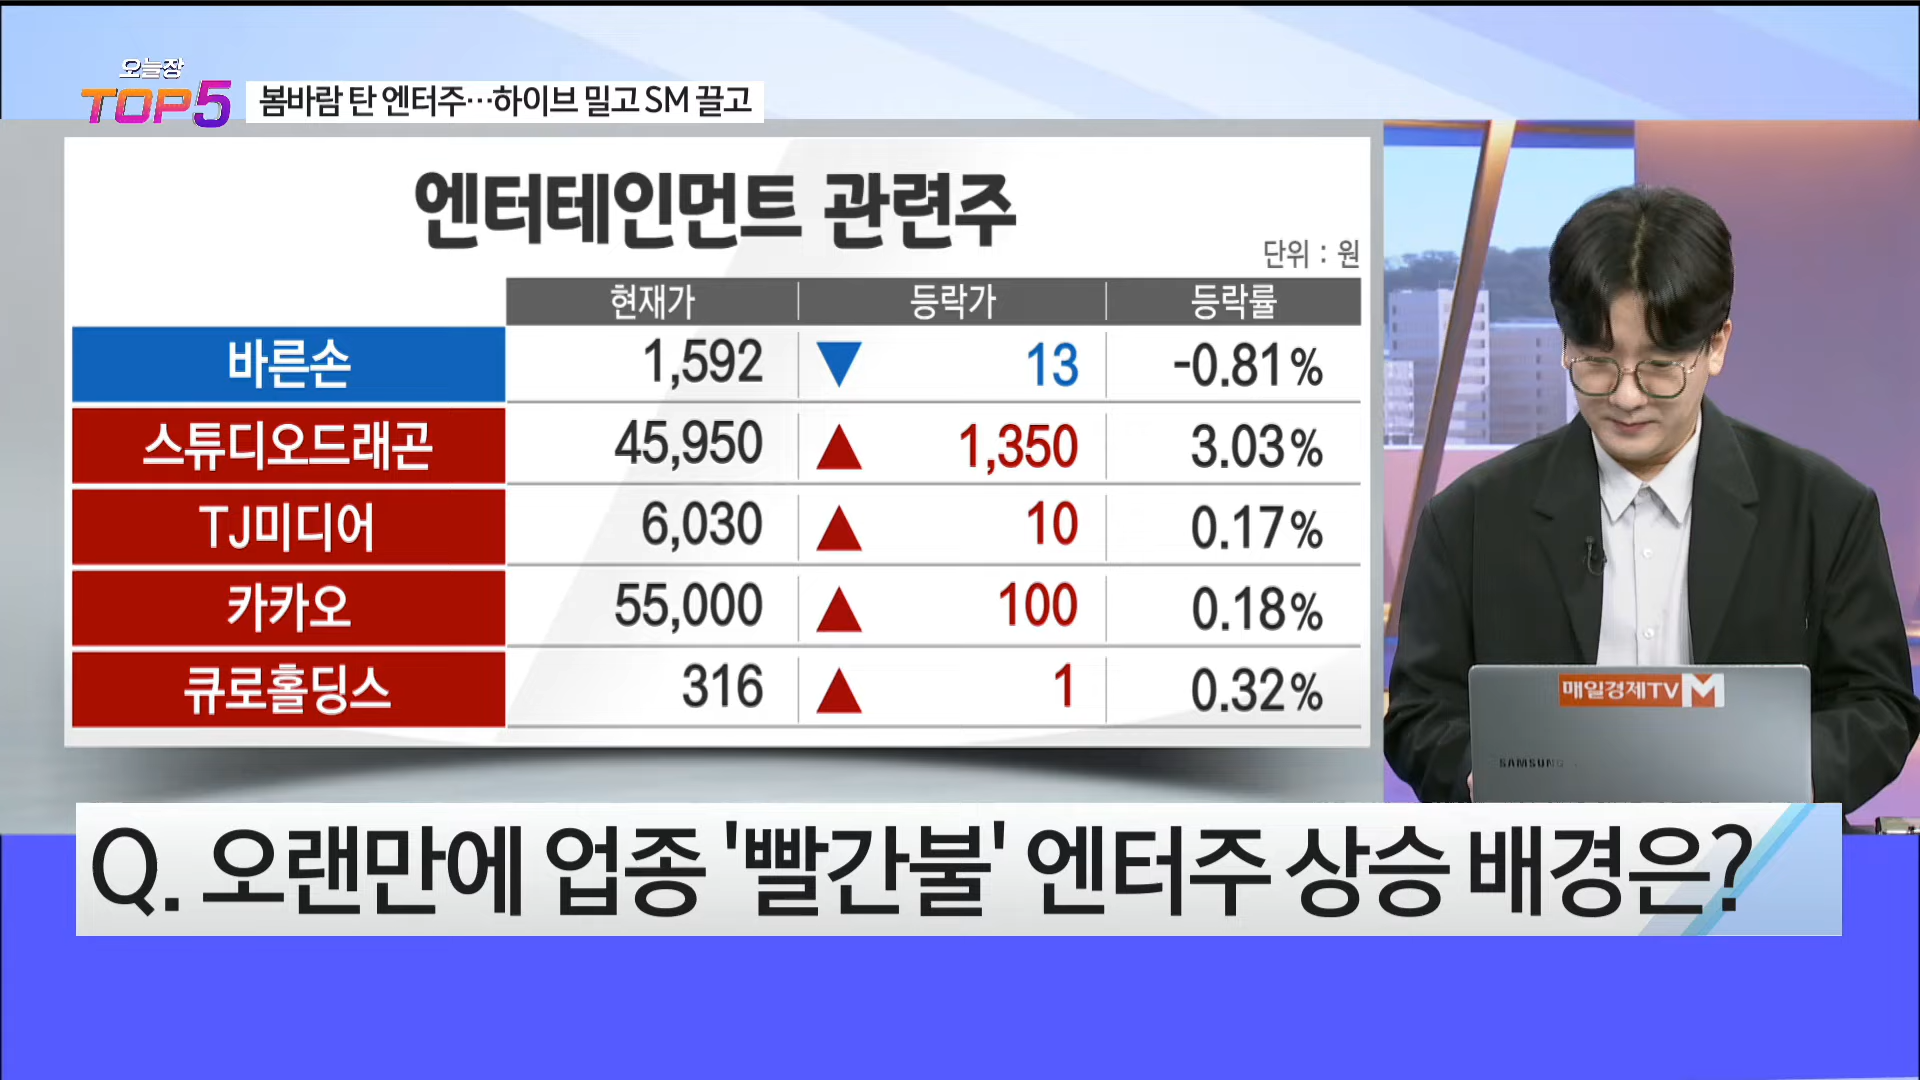 오늘장
TOP5
봄바람 탄 엔터주…하이브 밀고 SM 끌고
엔터테인먼트 관련주
단위 : 원
현재가 등락가 등락률
바른손 1,592 ▼ 13 -0.81%
스튜디오드래곤 45,950 ▲ 1,350 3.03%
TJ미디어 6,030 ▲ 10 0.17%
카카오 55,000 ▲ 100 0.18%
큐로홀딩스 316 ▲ 1 0.32%
매일경제TV M
SAMSUNG
Q. 오랜만에 업종 '빨간불' 엔터주 상승 배경은?